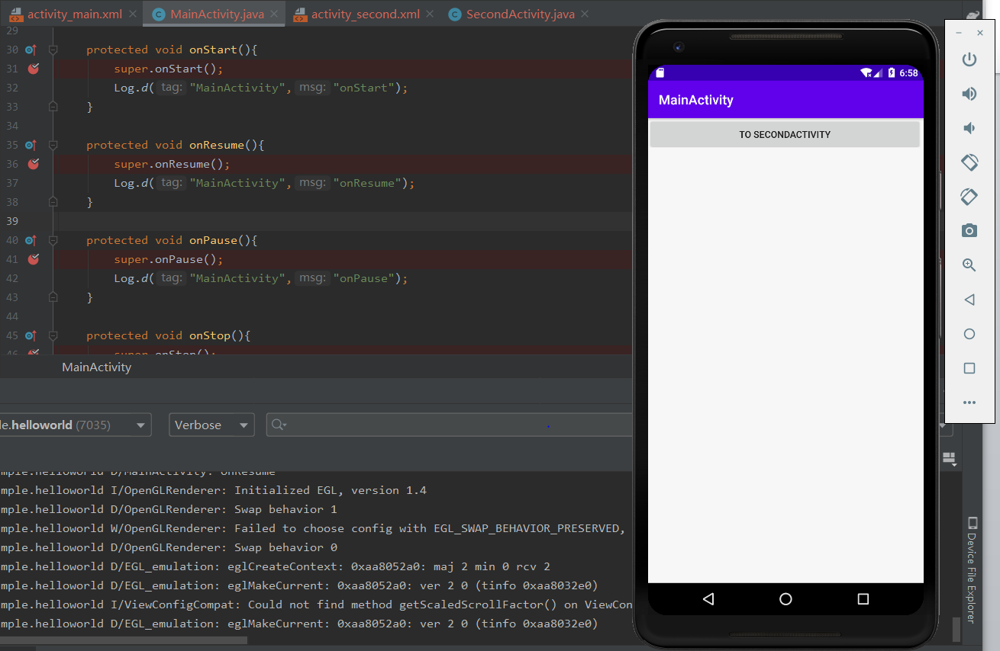 activity_main.xml MainActivity.java activity_second.xml SecondActivity.java
29
30 protected void onStart(){
31 super.onStart();
32 Log.d( tag: "MainActivity", msg: "onStart");
33 }
34
35 protected void onResume(){
36 super.onResume();
37 Log.d( tag: "MainActivity", msg: "onResume");
38 }
39
40 protected void onPause(){
41 super.onPause();
42 Log.d( tag: "MainActivity", msg: "onPause");
43 }
44
45 protected void onStop(){
46 super.onStop();
MainActivity
le.helloworld (7035) Verbose
mple.helloworld D/MainActivity: onResume
mple.helloworld I/OpenGLRenderer: Initialized EGL, version 1.4
mple.helloworld D/OpenGLRenderer: Swap behavior 1
mple.helloworld W/OpenGLRenderer: Failed to choose config with EGL_SWAP_BEHAVIOR_PRESERVED,
mple.helloworld D/OpenGLRenderer: Swap behavior 0
mple.helloworld D/EGL_emulation: eglCreateContext: 0xaa8052a0: maj 2 min 0 rcv 2
mple.helloworld D/EGL_emulation: eglMakeCurrent: 0xaa8052a0: ver 2 0 (tinfo 0xaa8032e0)
mple.helloworld I/ViewConfigCompat: Could not find method getScaledScrollFactor() on ViewCon
mple.helloworld D/EGL_emulation: eglMakeCurrent: 0xaa8052a0: ver 2 0 (tinfo 0xaa8032e0)
6:58
MainActivity
TO SECONDACTIVITY
Device File Explorer